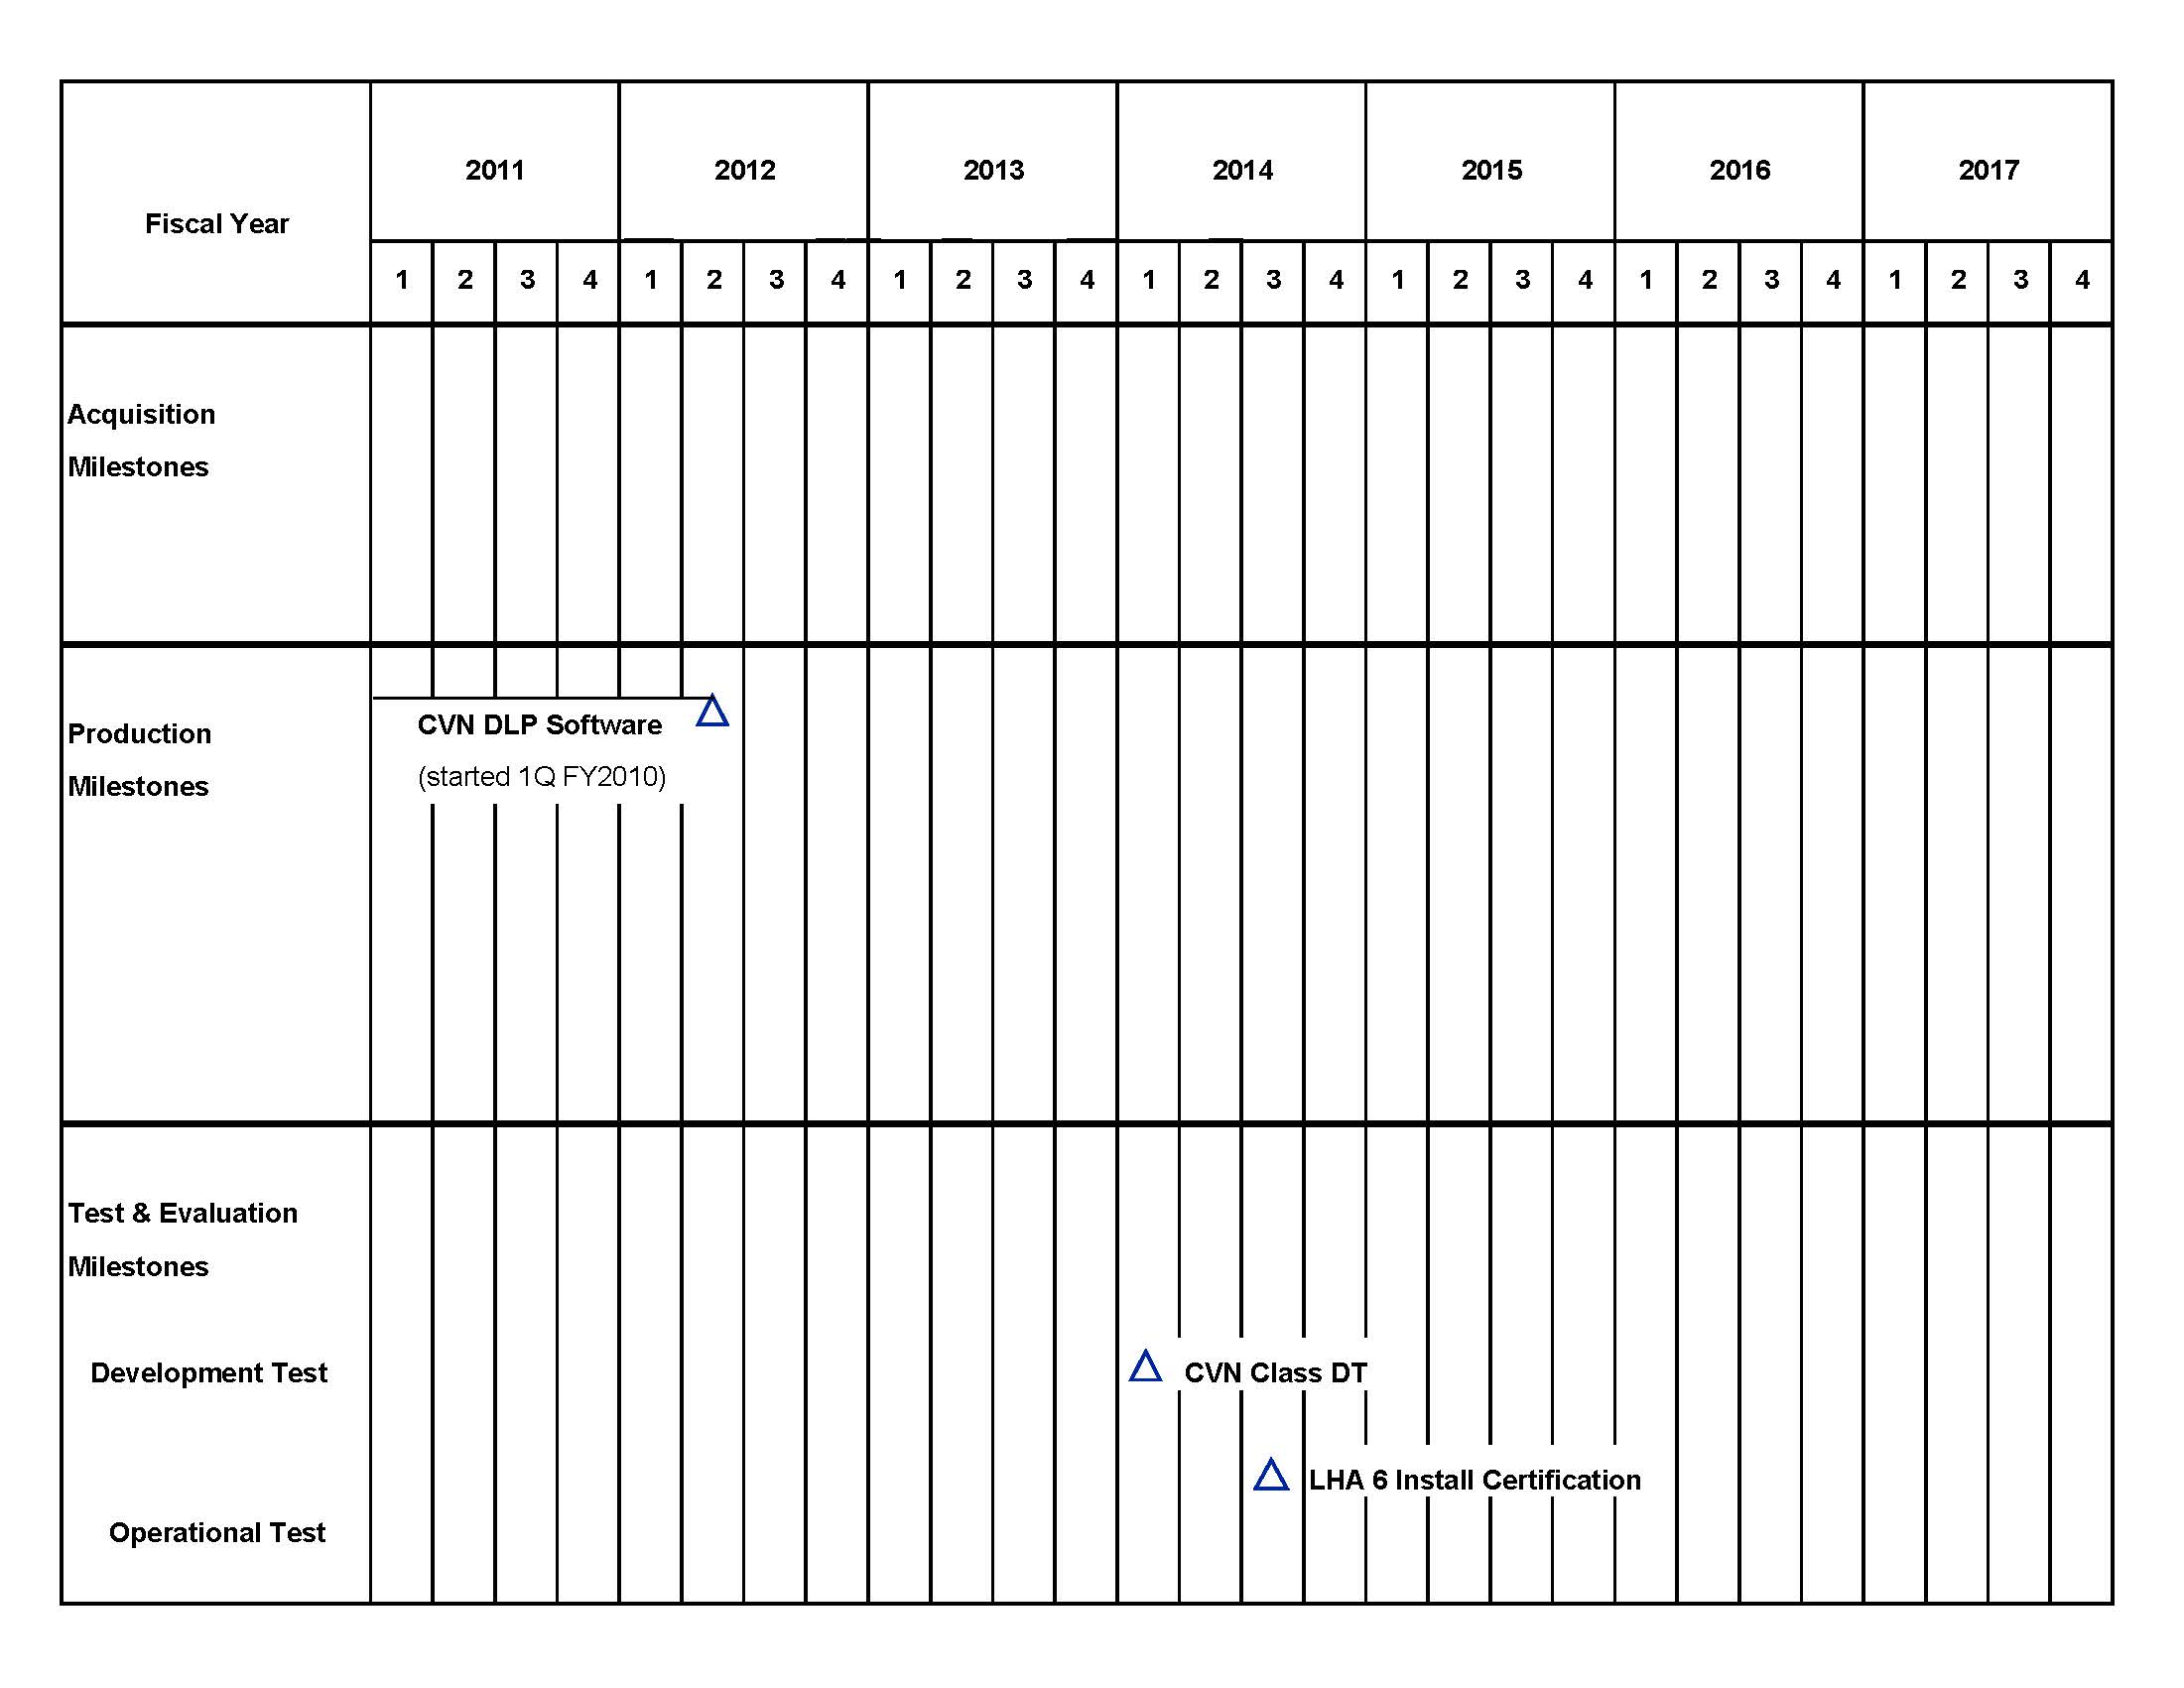 2011 2012 2013 2014 2015 2016 2017
Fiscal Year
1 2 3 4 1 2 3 4 1 2 3 4 1 2 3 4 1 2 3 4 1 2 3 4 1 2 3 4
Acquisition
Milestones
Production
Milestones
CVN DLP Software
(started 1Q FY2010)
Test & Evaluation
Milestones
Development Test
CVN Class DT
LHA 6 Install Certification
Operational Test